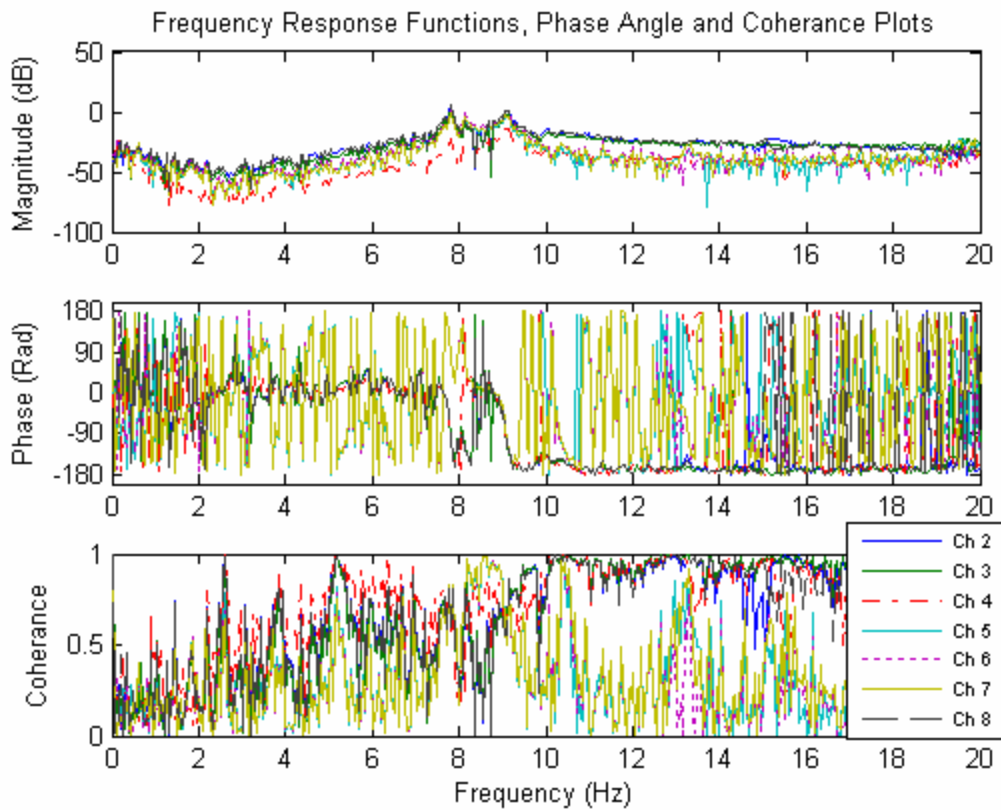 Frequency Response Functions, Phase Angle and Coherance Plots
Magnitude (dB)
50
0
-50
-100
0 2 4 6 8 10 12 14 16 18 20
Phase (Rad)
180
90
0
-90
-180
0 2 4 6 8 10 12 14 16 18 20
Coherance
1
0.5
0
0 2 4 6 8 10 12 14 16 18 20
Frequency (Hz)
Ch 2
Ch 3
Ch 4
Ch 5
Ch 6
Ch 7
Ch 8